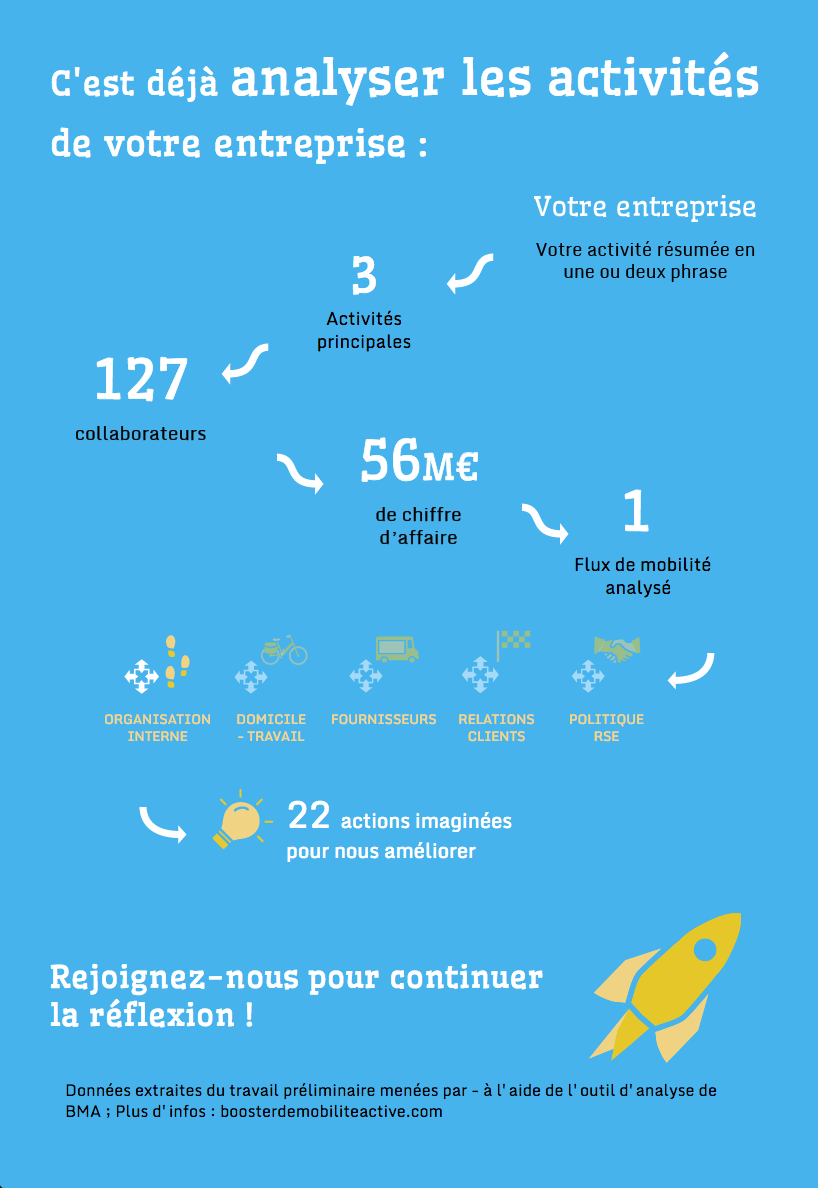 C'est déjà analyser les activités
de votre entreprise :
Votre entreprise
Votre activité résumée en
une ou deux phrase
3
Activités
principales
127
collaborateurs
56M€
de chiffre
d'affaire
1
Flux de mobilité
analysé
ORGANISATION
INTERNE
DOMICILE
- TRAVAIL
FOURNISSEURS
RELATIONS
CLIENTS
POLITIQUE
RSE
22 actions imaginées
pour nous améliorer
Rejoignez-nous pour continuer
la réflexion !
Données extraites du travail préliminaire menées par - à l'aide de l'outil d'analyse de
BMA ; Plus d'infos : boosterdemobiliteactive.com